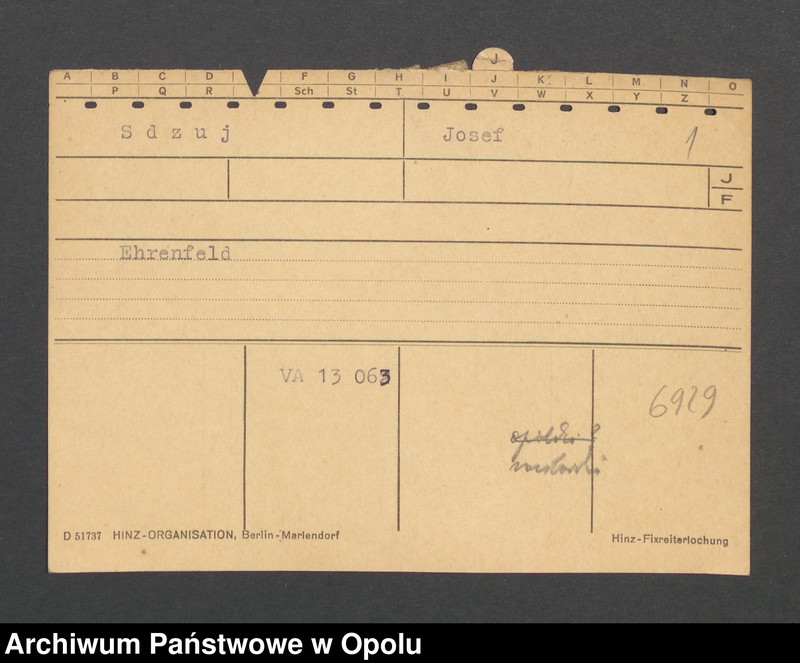 J
A B C D F G H I J K L M N O
P Q R Sch St T U V W X Y Z
S d z u j Josef 1
J
F
Ehrenfeld
VA 13 063
6929
opolski ?
D 51737 HINZ-ORGANISATION, Berlin-Mariendorf Hinz-Fixreiterlochung
Archiwum Państwowe w Opolu